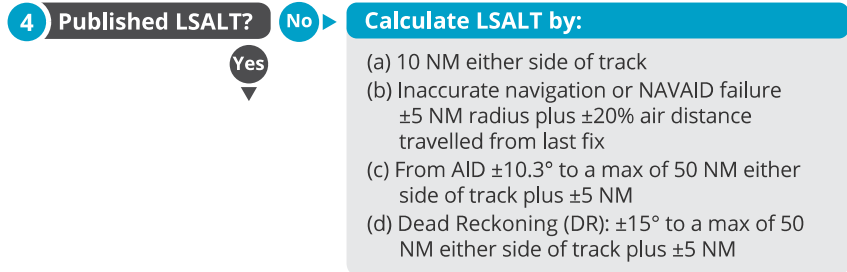 4 Published LSALT? No Calculate LSALT by:
Yes
(a) 10 NM either side of track
(b) Inaccurate navigation or NAVAID failure
±5 NM radius plus ±20% air distance
travelled from last fix
(c) From AID ±10.3° to a max of 50 NM either
side of track plus ±5 NM
(d) Dead Reckoning (DR): ±15° to a max of 50
NM either side of track plus ±5 NM